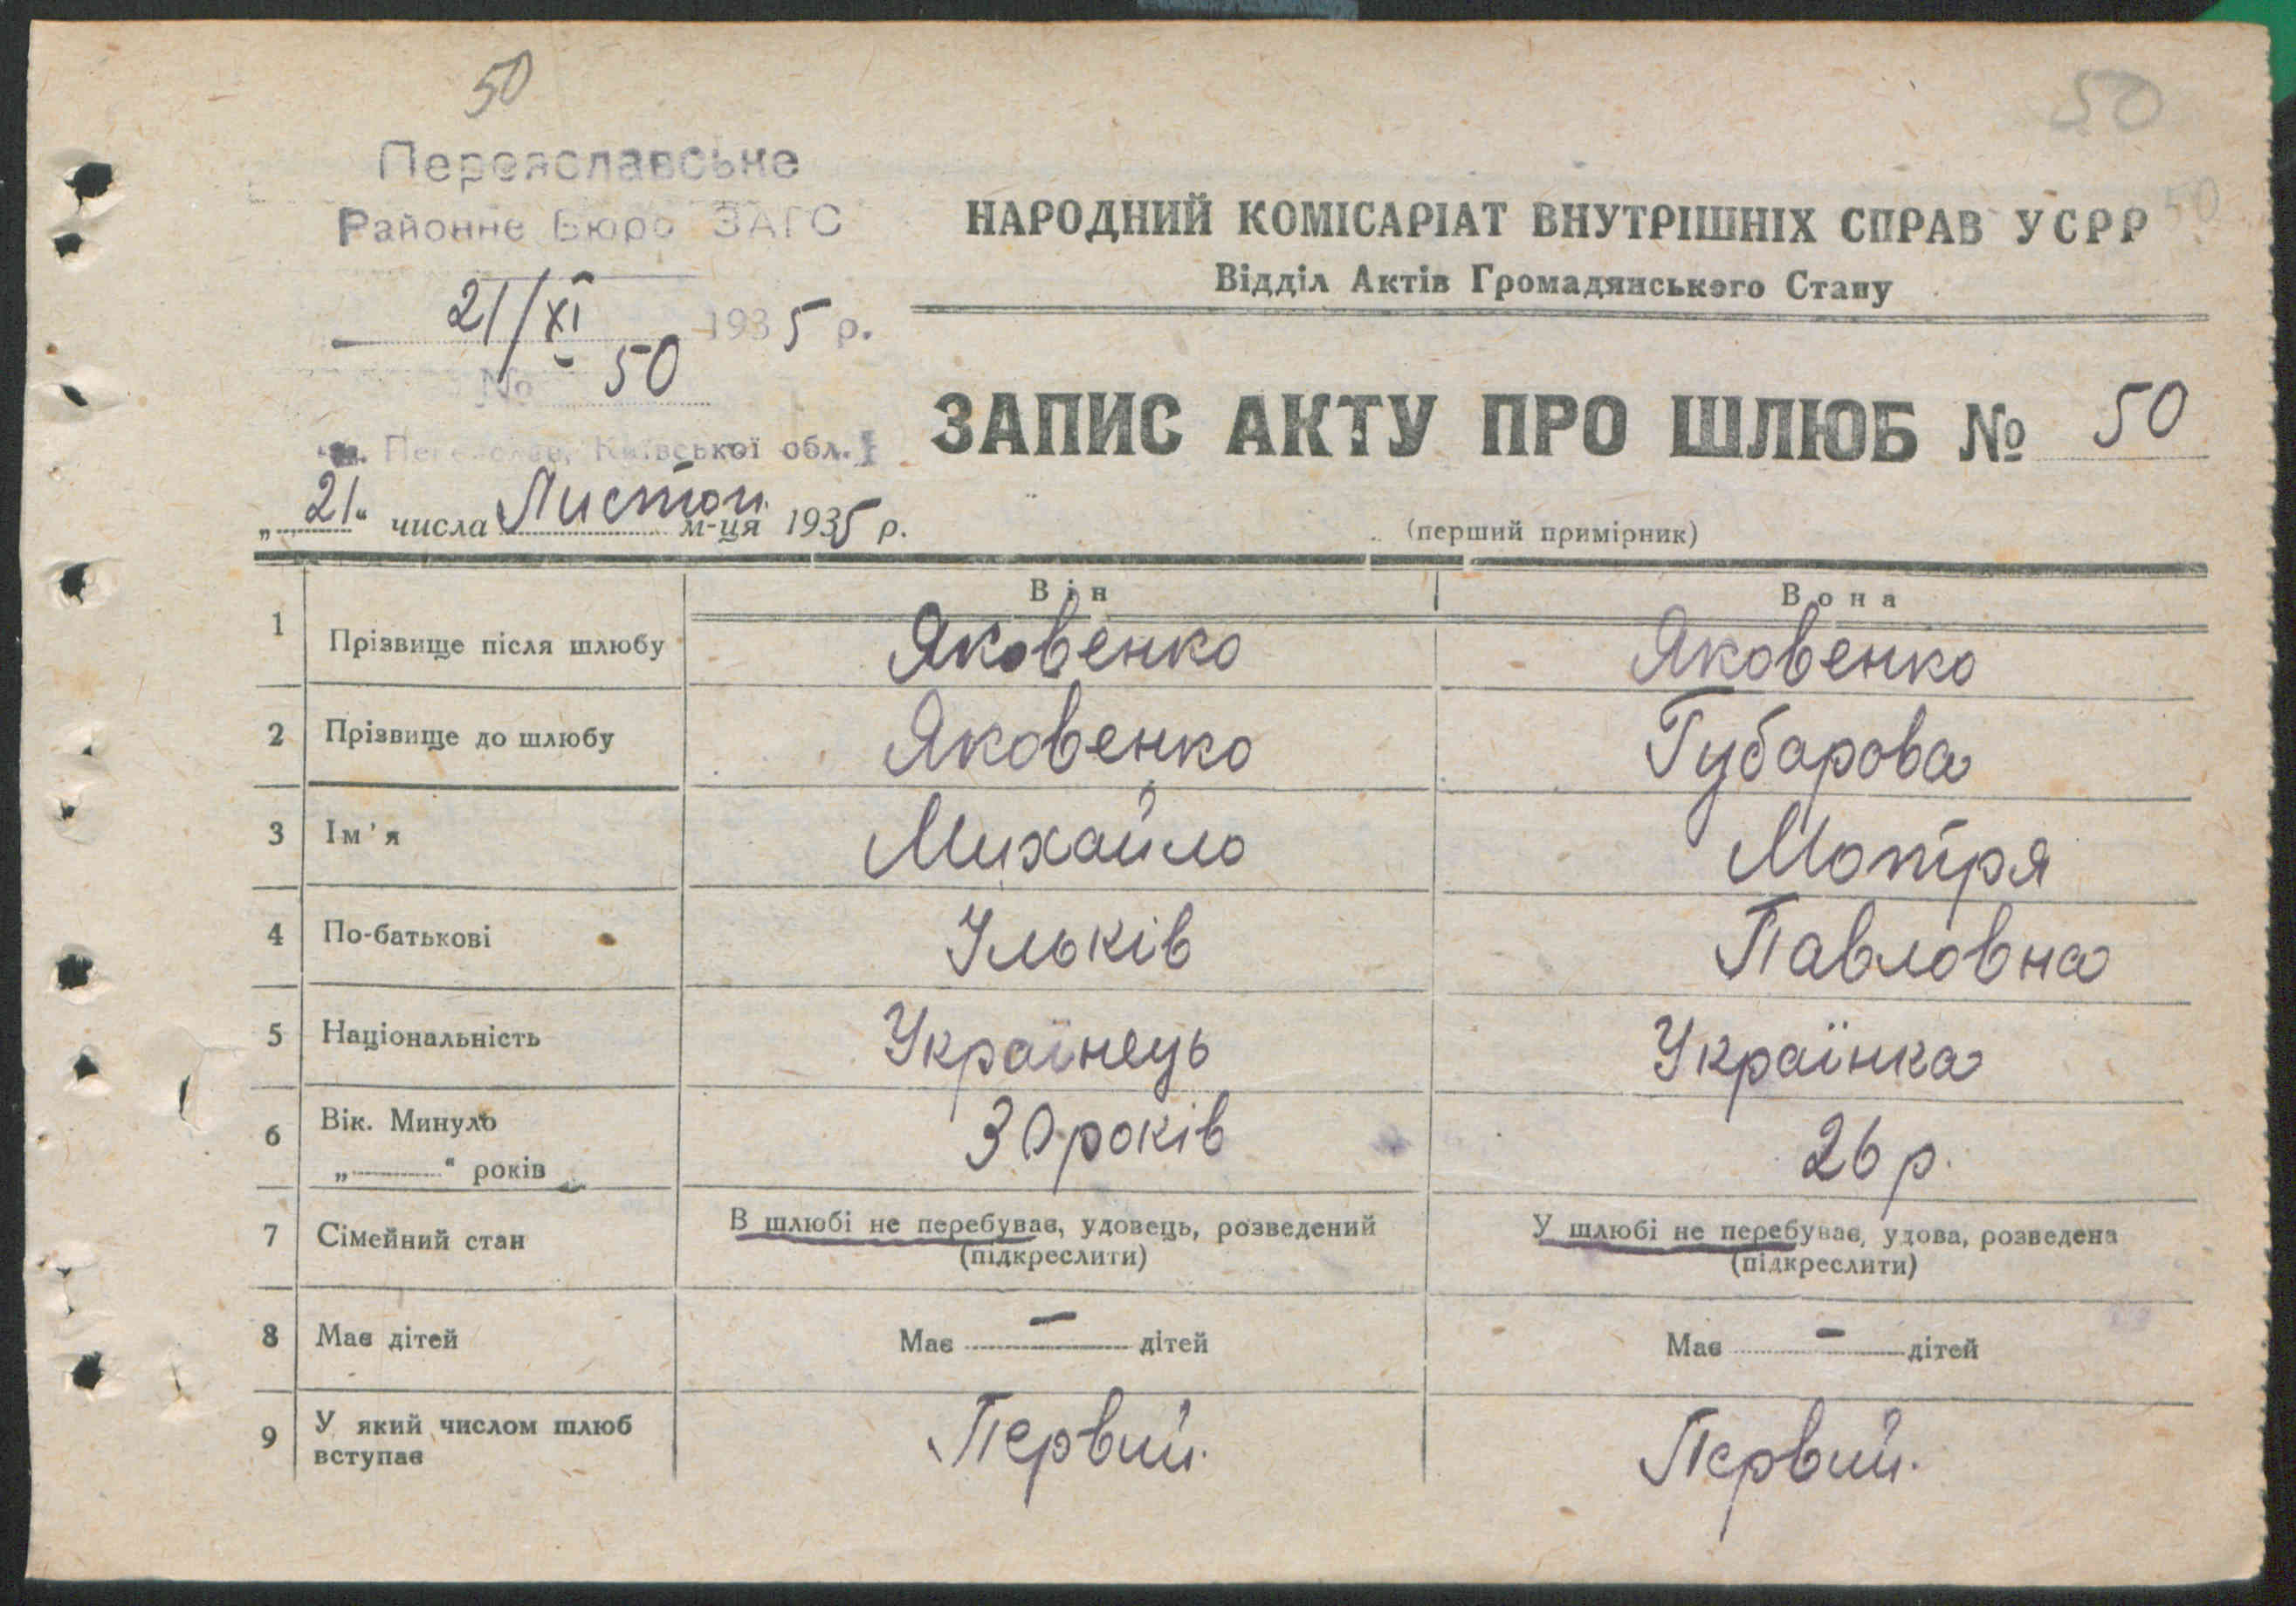 50
50
Переяславське
Районне Бюро ЗАГС
21/XI 1935 р.
№ 50
м. Переяслав, Київської обл.
„21“ числа Листоп. м-ця 1935 р.
НАРОДНИЙ КОМІСАРІАТ ВНУТРІШНІХ СПРАВ УСРР 50
Відділ Актів Громадянського Стану
ЗАПИС АКТУ ПРО ШЛЮБ № 50
(перший примірник)
Він Вона
1 Прізвище після шлюбу Яковенко Яковенко
2 Прізвище до шлюбу Яковенко Губарова
3 Ім'я Михайло Мотря
4 По-батькові Ільків Павловна
5 Національність Українець Українка
6 Вік. Минуло „ “ років 30 років 26 р.
7 Сімейний стан В шлюбі не перебував, удовець, розведений У шлюбі не перебуває, удова, розведена
(підкреслити) (підкреслити)
8 Має дітей Має – дітей Має – дітей
9 У який числом шлюб Первий. Первий.
вступає